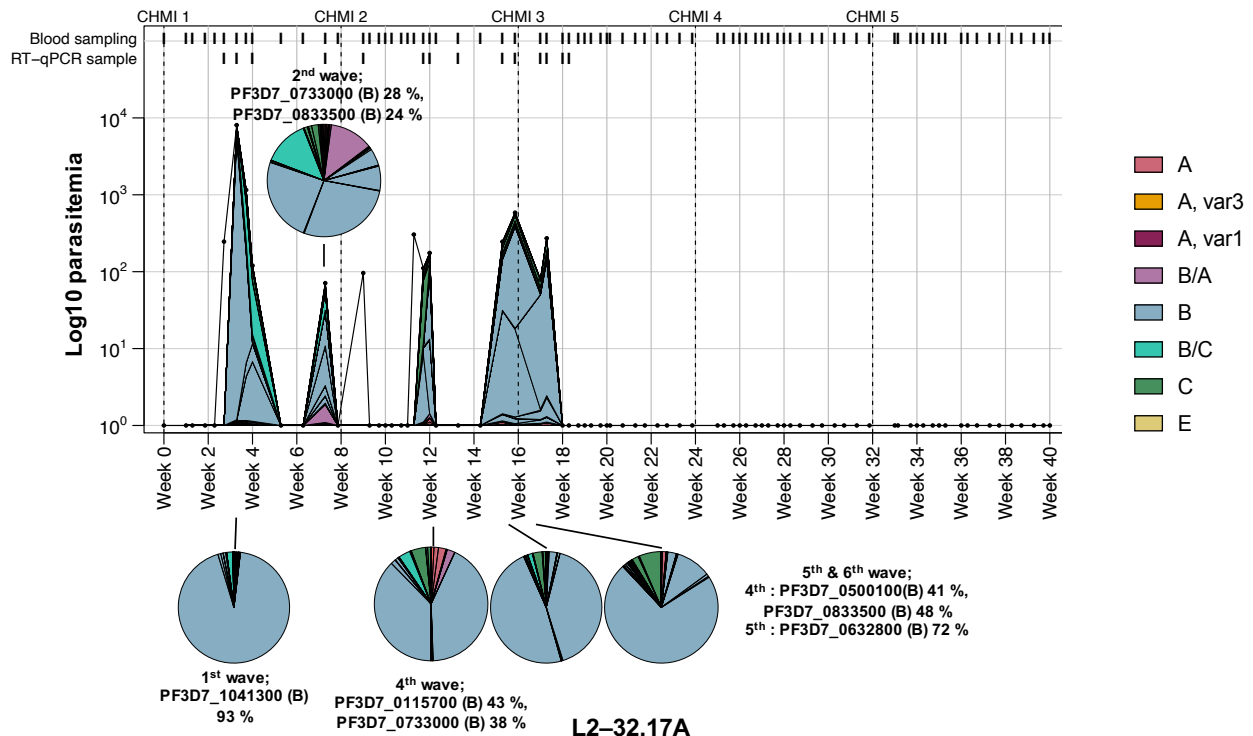 CHMI 1 CHMI 2 CHMI 3 CHMI 4 CHMI 5
Blood sampling
RT−qPCR sample
2nd wave;
PF3D7_0733000 (B) 28 %,
PF3D7_0833500 (B) 24 %
Log10 parasitemia
10^4
10^3
10^2
10^1
10^0
Week 0 Week 2 Week 4 Week 6 Week 8 Week 10 Week 12 Week 14 Week 16 Week 18 Week 20 Week 22 Week 24 Week 26 Week 28 Week 30 Week 32 Week 34 Week 36 Week 38 Week 40
A
A, var3
A, var1
B/A
B
B/C
C
E
1st wave;
PF3D7_1041300 (B)
93 %
4th wave;
PF3D7_0115700 (B) 43 %,
PF3D7_0733000 (B) 38 %
5th & 6th wave;
4th : PF3D7_0500100(B) 41 %,
PF3D7_0833500 (B) 48 %
5th : PF3D7_0632800 (B) 72 %
L2−32.17A